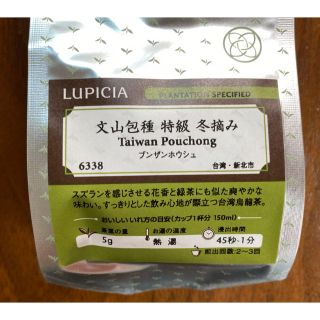 LUPICIA
PLANTATION SPECIFIED
文山包種 特級 冬摘み
Taiwan Pouchong
ブンザンホウシュ
6338 台湾・新北市
スズランを感じさせる花香と緑茶にも似た爽やかな
味わい。すっきりとした飲み心地が際立つ台湾烏龍茶。
おいしいいれ方の目安(カップ1杯分 150ml)
茶葉の量 お湯の温度 浸出時間
5g 熱湯 45秒-1分
煎出回数:2~3回